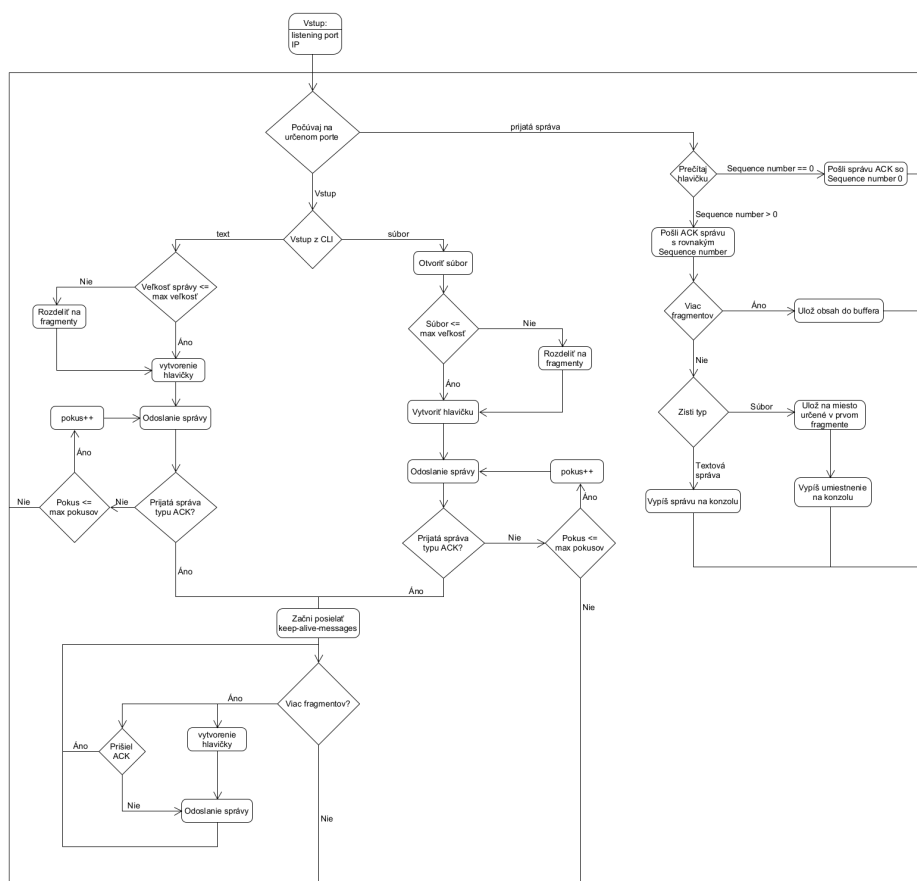 Vstup:
listening port
IP
Počúvaj na
určenom porte
prijatá správa
Prečítaj
hlavičku
Sequence number == 0
Pošli správu ACK so
Sequence number 0
Vstup
Sequence number > 0
text
Vstup z CLI
súbor
Pošli ACK správu
s rovnakým
Sequence number
Otvoriť súbor
Nie
Veľkosť správy <=
max veľkosť
Rozdeliť na
fragmenty
Viac
fragmentov
Áno
Ulož obsah do buffera
Súbor <=
max veľkosť
Nie
Áno
Rozdeliť na
fragmenty
Nie
vytvorenie
hlavičky
Áno
pokus++
Odoslanie správy
Vytvoriť hlavičku
Zisti typ
Súbor
Ulož na miesto
určené v prvom
fragmente
Áno
Odoslanie správy
pokus++
Textová
správa
Nie
Pokus <=
max pokusov
Nie
Prijatá správa
typu ACK?
Áno
Vypíš správu na konzolu
Vypíš umiestnenie
na konzolu
Prijatá správa
typu ACK?
Nie
Pokus <=
max pokusov
Áno
Áno
Nie
Začni posielať
keep-alive-messages
Viac fragmentov?
Áno
Áno
Prišiel
ACK
vytvorenie
hlavičky
Nie
Odoslanie správy
Nie